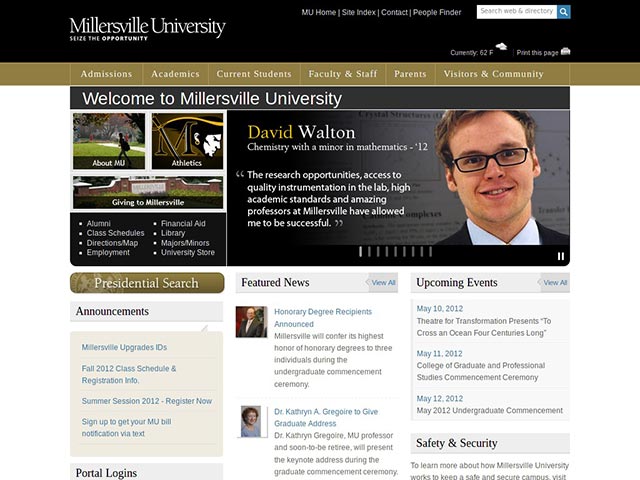 Millersville University
SEIZE THE OPPORTUNITY
MU Home | Site Index | Contact | People Finder
Search web & directory
Currently: 62 F
Print this page
Admissions
Academics
Current Students
Faculty & Staff
Parents
Visitors & Community
Welcome to Millersville University
About MU
Athletics
Giving to Millersville
Alumni
Class Schedules
Directions/Map
Employment
Financial Aid
Library
Majors/Minors
University Store
David Walton
Chemistry with a minor in mathematics - '12
“ The research opportunities, access to
quality instrumentation in the lab, high
academic standards and amazing
professors at Millersville have allowed
me to be successful. ”
Presidential Search
Announcements
Millersville Upgrades IDs
Fall 2012 Class Schedule &
Registration Info.
Summer Session 2012 - Register Now
Sign up to get your MU bill
notification via text
Portal Logins
Featured News
View All
Honorary Degree Recipients
Announced
Millersville will confer its highest
honor of honorary degrees to three
individuals during the
undergraduate commencement
ceremony.
Dr. Kathryn A. Gregoire to Give
Graduate Address
Dr. Kathryn Gregoire, MU professor
and soon-to-be retiree, will present
the keynote address during the
graduate commencement ceremony.
Upcoming Events
View All
May 10, 2012
Theatre for Transformation Presents “To
Cross an Ocean Four Centuries Long”
May 11, 2012
College of Graduate and Professional
Studies Commencement Ceremony
May 12, 2012
May 2012 Undergraduate Commencement
Safety & Security
To learn more about how Millersville University
works to keep a safe and secure campus, visit